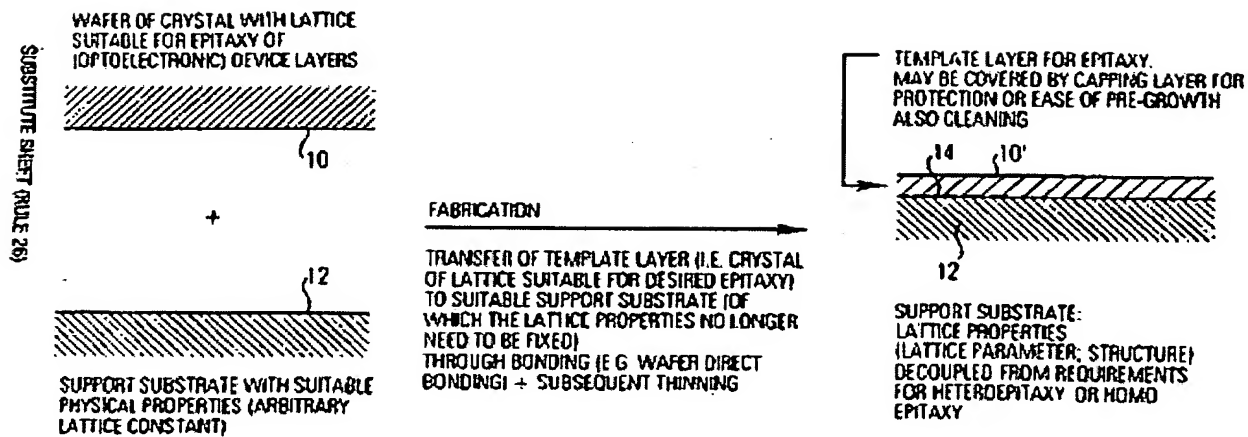 SUBSTITUTE SHEET (RULE 26)
WAFER OF CRYSTAL WITH LATTICE
SUITABLE FOR EPITAXY OF
(OPTOELECTRONIC) DEVICE LAYERS
10
+
12
SUPPORT SUBSTRATE WITH SUITABLE
PHYSICAL PROPERTIES (ARBITRARY
LATTICE CONSTANT)
FABRICATION
TRANSFER OF TEMPLATE LAYER (I.E. CRYSTAL
OF LATTICE SUITABLE FOR DESIRED EPITAXY)
TO SUITABLE SUPPORT SUBSTRATE (OF
WHICH THE LATTICE PROPERTIES NO LONGER
NEED TO BE FIXED)
THROUGH BONDING (E.G. WAFER DIRECT
BONDING) + SUBSEQUENT THINNING
TEMPLATE LAYER FOR EPITAXY.
MAY BE COVERED BY CAPPING LAYER FOR
PROTECTION OR EASE OF PRE-GROWTH
ALSO CLEANING
14
10'
12
SUPPORT SUBSTRATE:
LATTICE PROPERTIES
(LATTICE PARAMETER; STRUCTURE)
DECOUPLED FROM REQUIREMENTS
FOR HETEROEPITAXY OR HOMO
EPITAXY